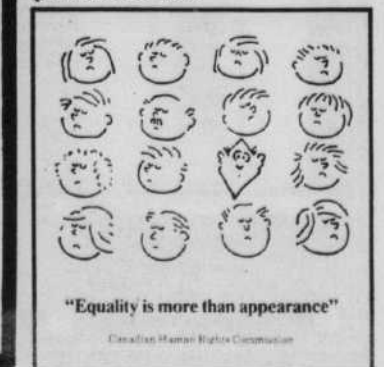 “Equality is more than appearance”
Canadian Human Rights Commission